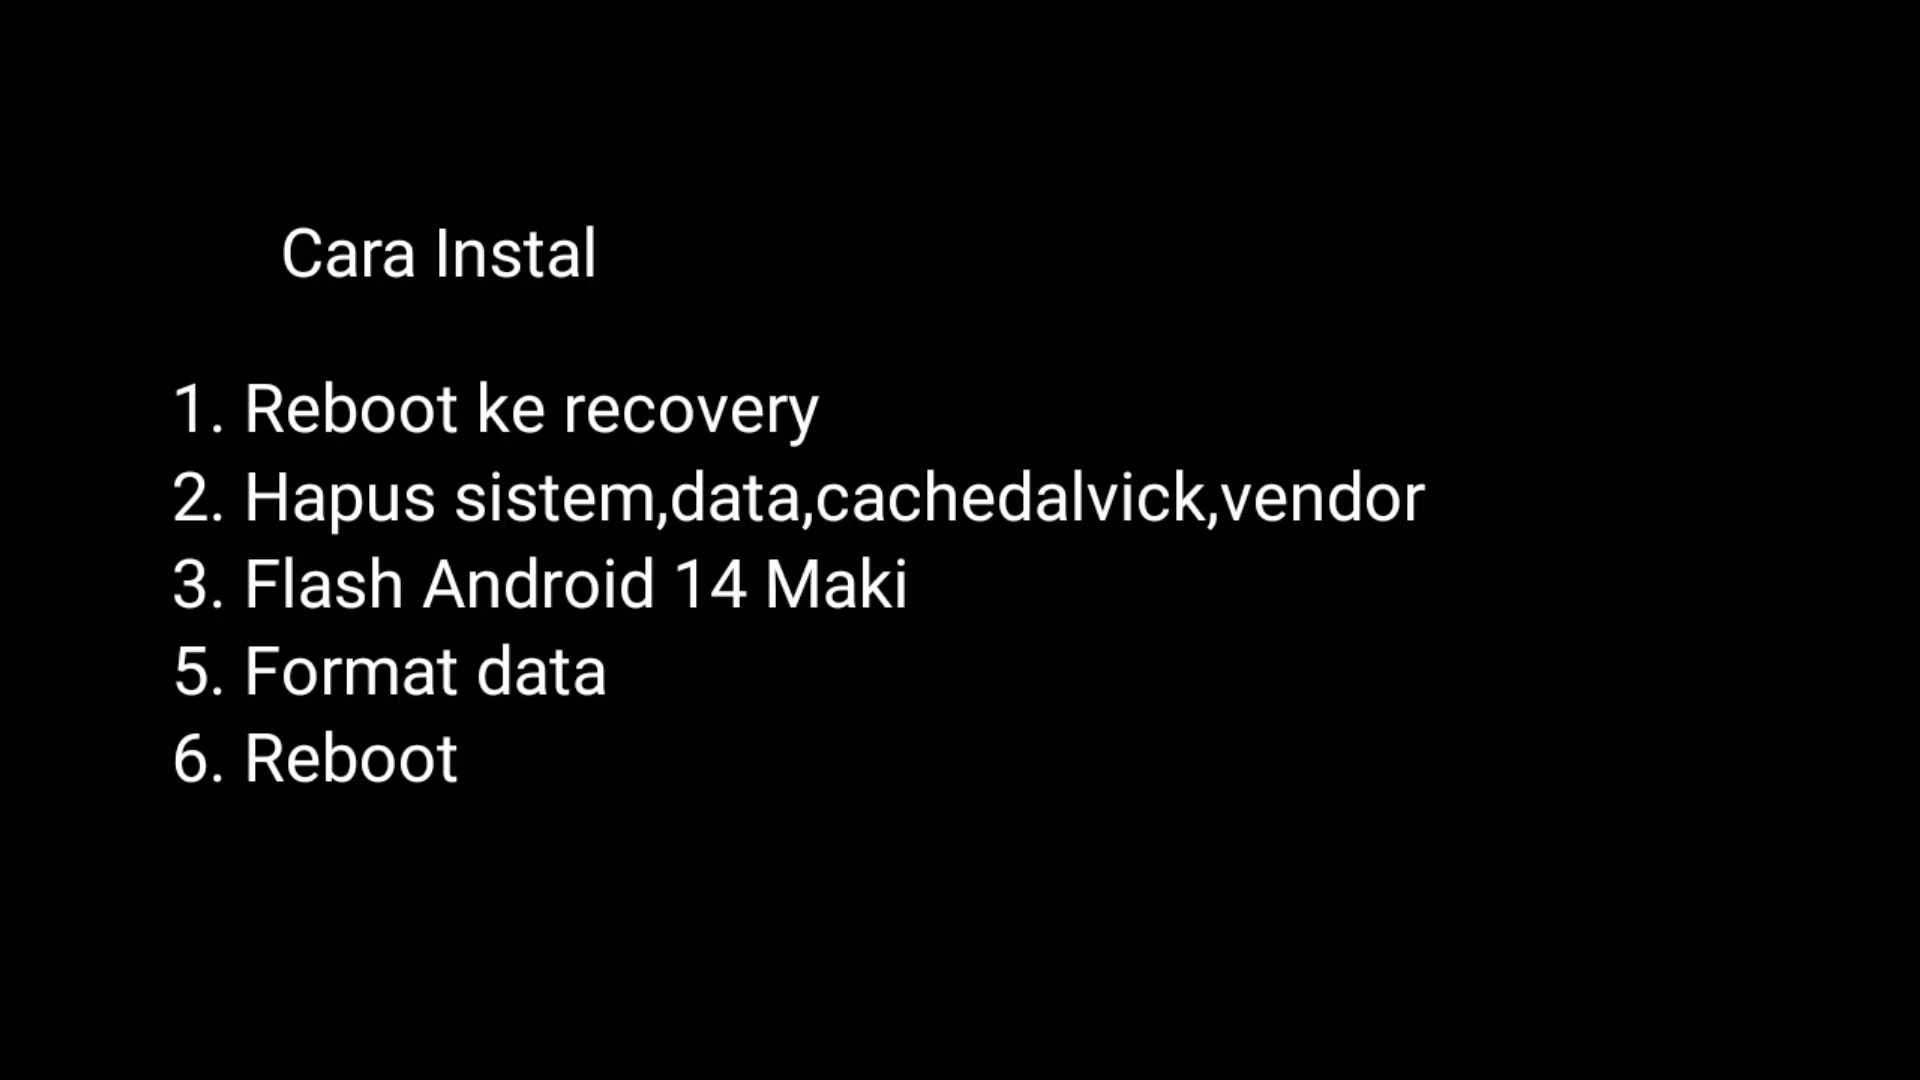 Cara Instal
1. Reboot ke recovery
2. Hapus sistem,data,cachedalvick,vendor
3. Flash Android 14 Maki
5. Format data
6. Reboot